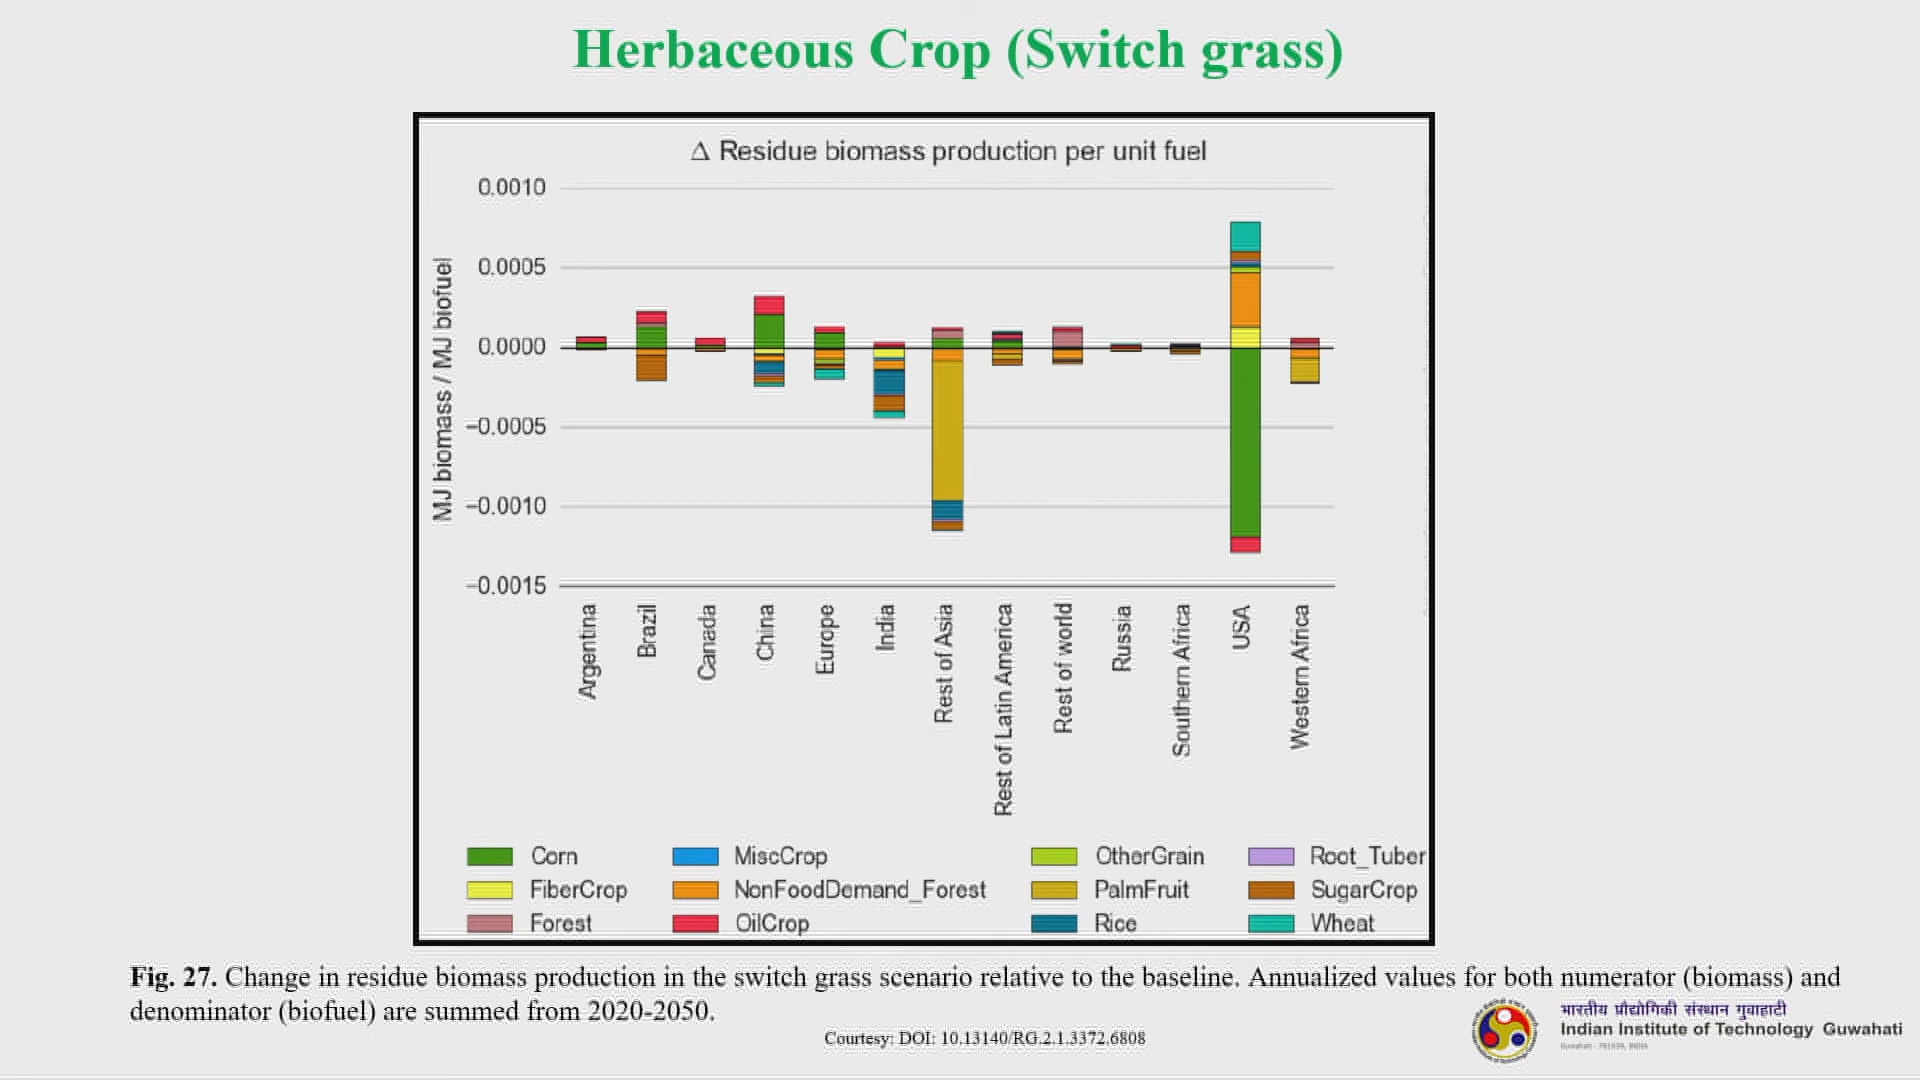 Herbaceous Crop (Switch grass)
Δ Residue biomass production per unit fuel
0.0010
0.0005
0.0000
−0.0005
−0.0010
−0.0015
MJ biomass / MJ biofuel
Argentina
Brazil
Canada
China
Europe
India
Rest of Asia
Rest of Latin America
Rest of world
Russia
Southern Africa
USA
Western Africa
Corn MiscCrop OtherGrain Root_Tuber
FiberCrop NonFoodDemand_Forest PalmFruit SugarCrop
Forest OilCrop Rice Wheat
Fig. 27. Change in residue biomass production in the switch grass scenario relative to the baseline. Annualized values for both numerator (biomass) and
denominator (biofuel) are summed from 2020-2050.
Courtesy: DOI: 10.13140/RG.2.1.3372.6808
भारतीय प्रौद्योगिकी संस्थान गुवाहाटी
Indian Institute of Technology Guwahati